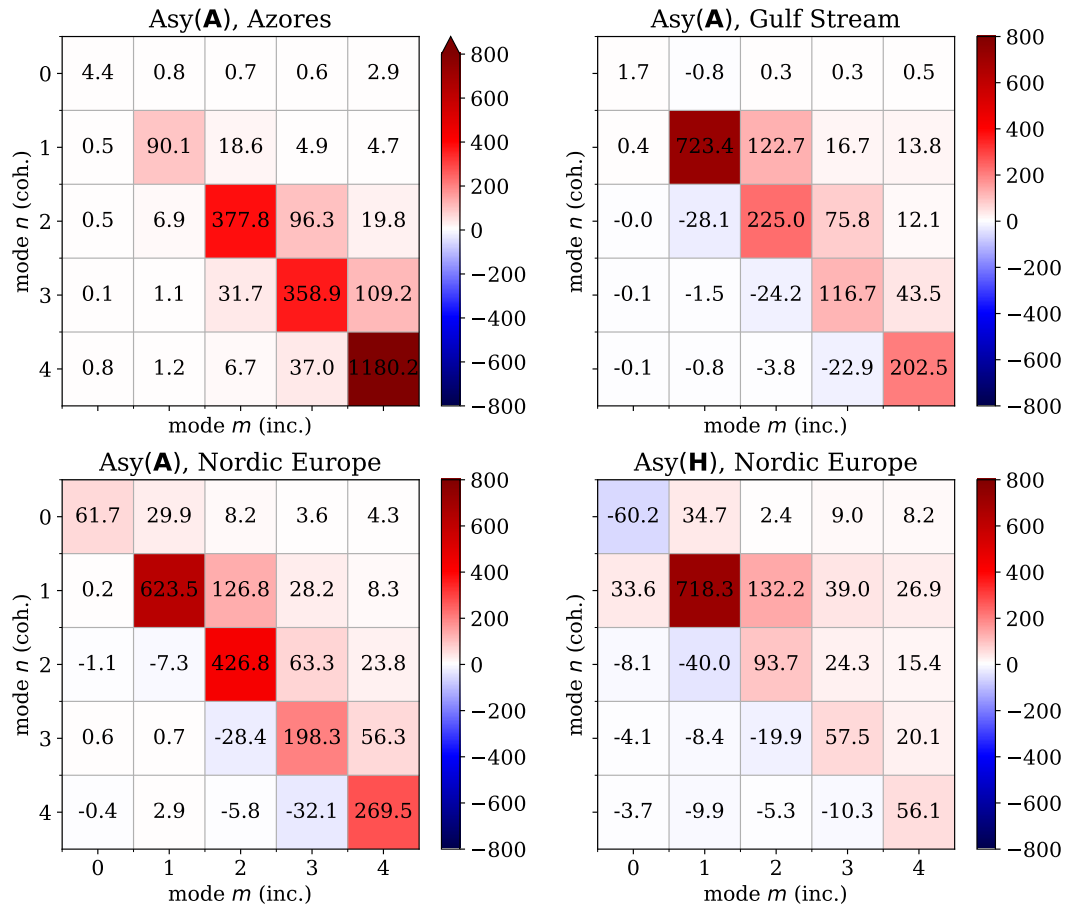 Asy(A), Azores
0 4.4 0.8 0.7 0.6 2.9
1 0.5 90.1 18.6 4.9 4.7
2 0.5 6.9 377.8 96.3 19.8
3 0.1 1.1 31.7 358.9 109.2
4 0.8 1.2 6.7 37.0 1180.2
mode n (coh.)
mode m (inc.)
800
600
400
200
0
−200
−400
−600
−800
Asy(A), Gulf Stream
1.7 -0.8 0.3 0.3 0.5
0.4 723.4 122.7 16.7 13.8
-0.0 -28.1 225.0 75.8 12.1
-0.1 -1.5 -24.2 116.7 43.5
-0.1 -0.8 -3.8 -22.9 202.5
mode n (coh.)
mode m (inc.)
800
600
400
200
0
−200
−400
−600
−800
Asy(A), Nordic Europe
0 61.7 29.9 8.2 3.6 4.3
1 0.2 623.5 126.8 28.2 8.3
2 -1.1 -7.3 426.8 63.3 23.8
3 0.6 0.7 -28.4 198.3 56.3
4 -0.4 2.9 -5.8 -32.1 269.5
0 1 2 3 4
mode n (coh.)
mode m (inc.)
800
600
400
200
0
−200
−400
−600
−800
Asy(H), Nordic Europe
-60.2 34.7 2.4 9.0 8.2
33.6 718.3 132.2 39.0 26.9
-8.1 -40.0 93.7 24.3 15.4
-4.1 -8.4 -19.9 57.5 20.1
-3.7 -9.9 -5.3 -10.3 56.1
0 1 2 3 4
mode n (coh.)
mode m (inc.)
800
600
400
200
0
−200
−400
−600
−800